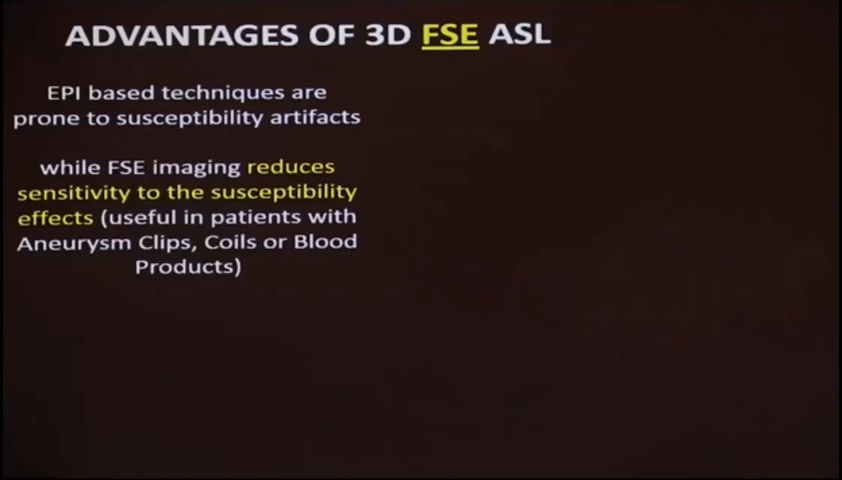 ADVANTAGES OF 3D FSE ASL
EPI based techniques are
prone to susceptibility artifacts
while FSE imaging reduces
sensitivity to the susceptibility
effects (useful in patients with
Aneurysm Clips, Coils or Blood
Products)